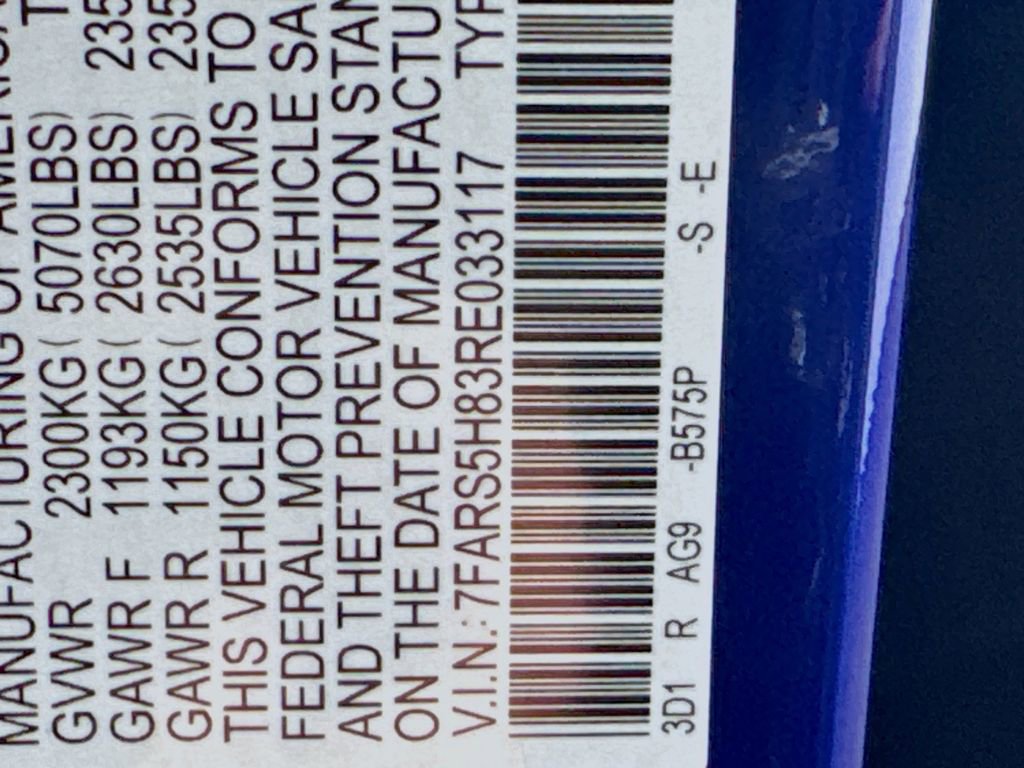 MANUFACTURING OF AMERICA
GVWR 2300KG( 5070LBS)
GAWR F 1193KG( 2630LBS) 235
GAWR R 1150KG( 2535LBS) 235
THIS VEHICLE CONFORMS TO
FEDERAL MOTOR VEHICLE SA
AND THEFT PREVENTION STAN
ON THE DATE OF MANUFACTU
V.I.N.:7FARS5H83RE033117 TYP
3D1 R AG9 -B575P -S -E